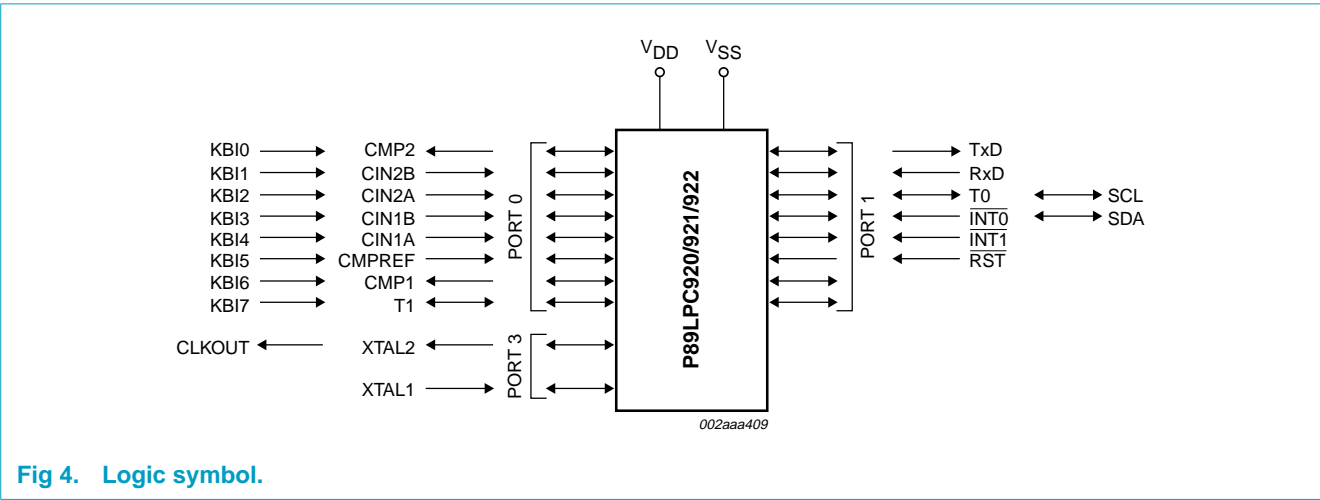 VDD VSS
KBI0 CMP2 TxD
KBI1 CIN2B RxD
KBI2 CIN2A T0 SCL
KBI3 CIN1B INT0 SDA
KBI4 CIN1A INT1
KBI5 CMPREF RST
KBI6 CMP1
KBI7 T1
PORT 0
P89LPC920/921/922
PORT 1
CLKOUT XTAL2
XTAL1
PORT 3
002aaa409
Fig 4. Logic symbol.